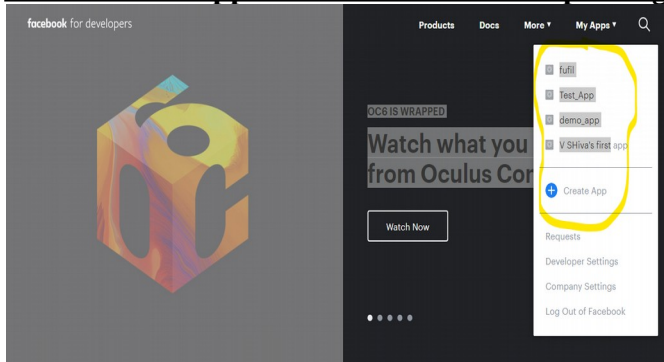 facebook for developers
Products Docs More ▾ My Apps ▾
fufil
Test_App
demo_app
V SHiva's first app
Create App
Requests
Developer Settings
Company Settings
Log Out of Facebook
OC6 IS WRAPPED
Watch what you
from Oculus Con
Watch Now